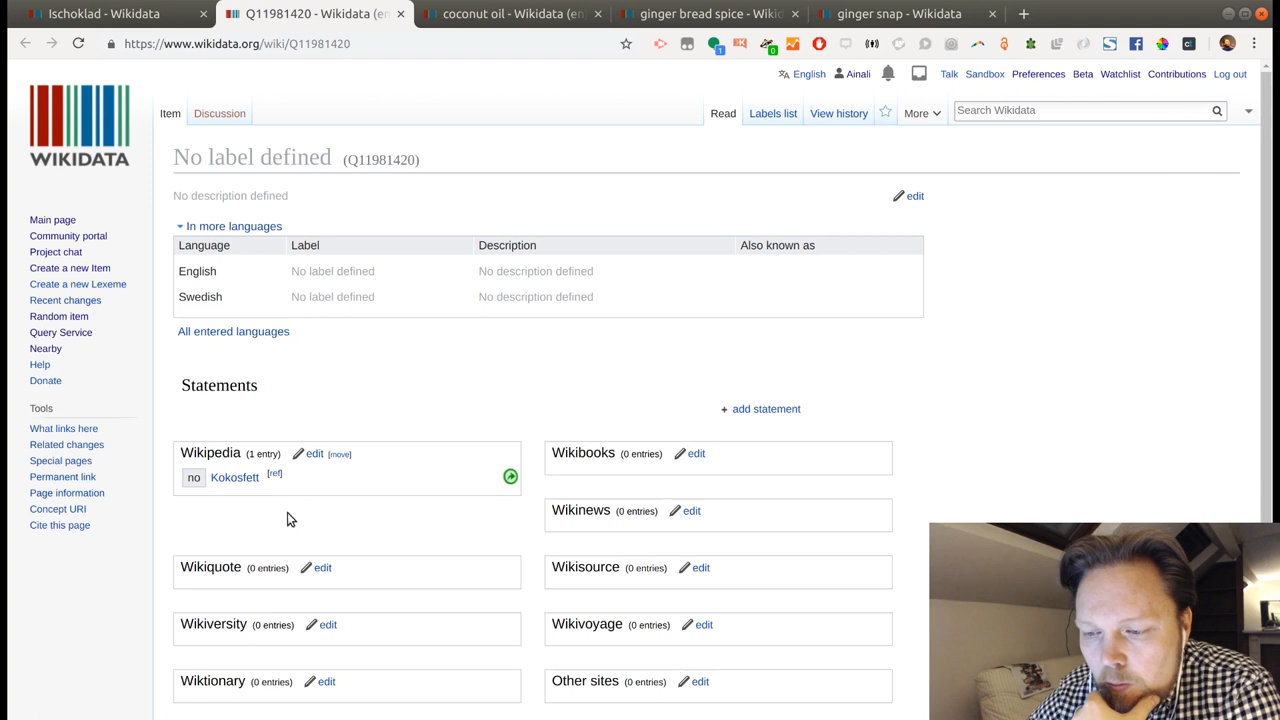 Ischoklad - Wikidata
Q11981420 - Wikidata (en
coconut oil - Wikidata (en
ginger bread spice - Wikid
ginger snap - Wikidata
https://www.wikidata.org/wiki/Q11981420
1
0
English
Ainali
Talk
Sandbox
Preferences
Beta
Watchlist
Contributions
Log out
WIKIDATA
Item
Discussion
Read
Labels list
View history
More
Search Wikidata
No label defined (Q11981420)
No description defined
edit
In more languages
Language Label Description Also known as
English No label defined No description defined
Swedish No label defined No description defined
All entered languages
Statements
+ add statement
Wikipedia (1 entry) edit [move]
no Kokosfett [ref]
Wikibooks (0 entries) edit
Wikinews (0 entries) edit
Wikiquote (0 entries) edit
Wikisource (0 entries) edit
Wikiversity (0 entries) edit
Wikivoyage (0 entries) edit
Wiktionary (0 entries) edit
Other sites (0 entries) edit
Main page
Community portal
Project chat
Create a new Item
Create a new Lexeme
Recent changes
Random item
Query Service
Nearby
Help
Donate
Tools
What links here
Related changes
Special pages
Permanent link
Page information
Concept URI
Cite this page